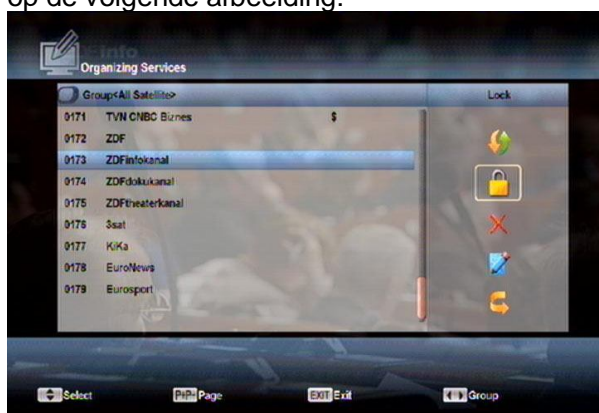 op de volgende afbeelding:
Info
Organizing Services
Group<All Satellite>
Lock
0171 TVN CNBC Biznes $
0172 ZDF
0173 ZDFinfokanal
0174 ZDFdokukanal
0175 ZDFtheaterkanal
0176 3sat
0177 KiKa
0178 EuroNews
0179 Eurosport
Select P+P- Page EXIT Exit Group